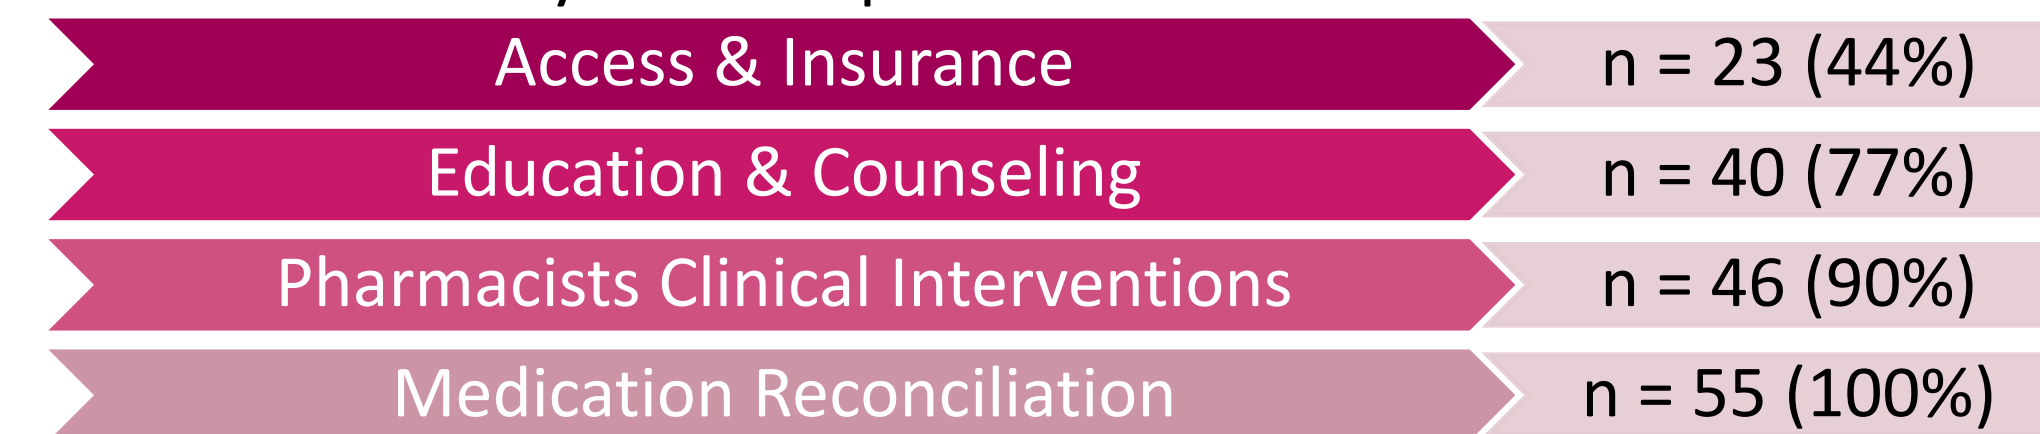 Access & Insurance n = 23 (44%)
Education & Counseling n = 40 (77%)
Pharmacists Clinical Interventions n = 46 (90%)
Medication Reconciliation n = 55 (100%)